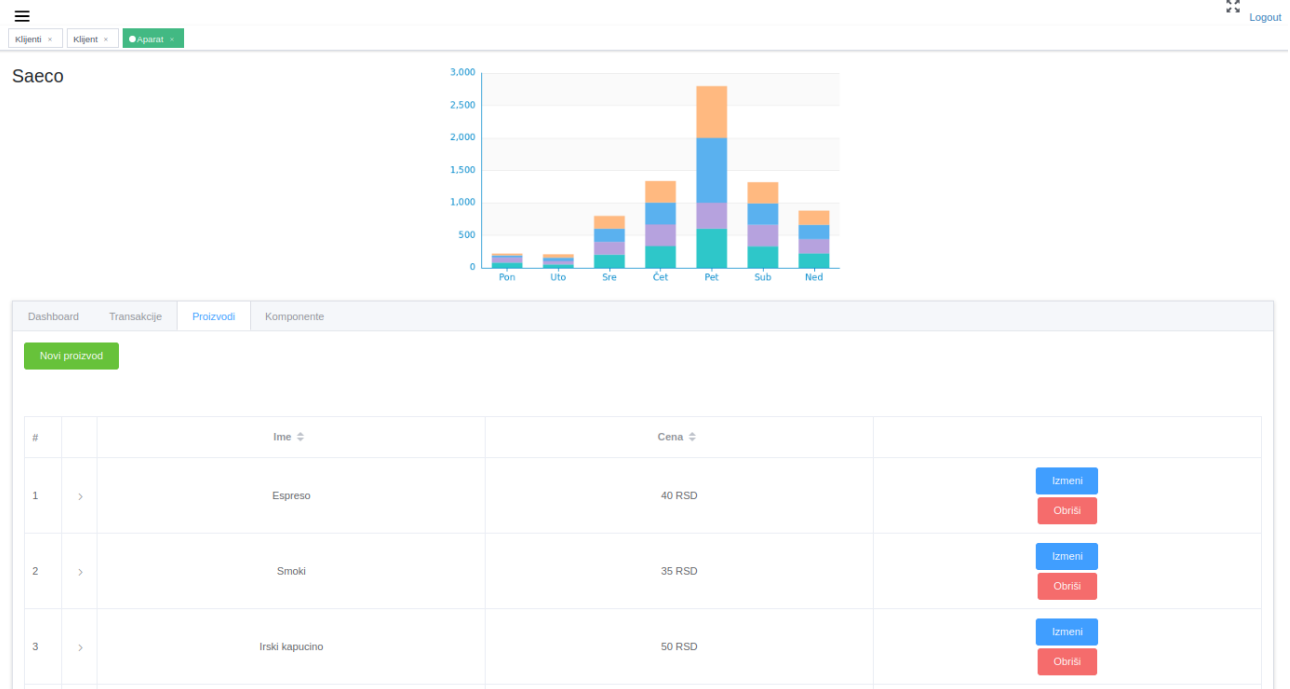 Logout
Klijenti ×
Klijent ×
Aparat ×
Saeco
3,000
2,500
2,000
1,500
1,000
500
0
Pon Uto Sre Čet Pet Sub Ned
Dashboard Transakcije Proizvodi Komponente
Novi proizvod
# Ime Cena
1 Espreso 40 RSD Izmeni
Obriši
2 Smoki 35 RSD Izmeni
Obriši
3 Irski kapucino 50 RSD Izmeni
Obriši